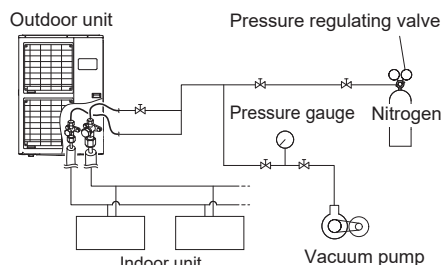 Outdoor unit
Pressure regulating valve
Pressure gauge
Nitrogen
Indoor unit
Vacuum pump